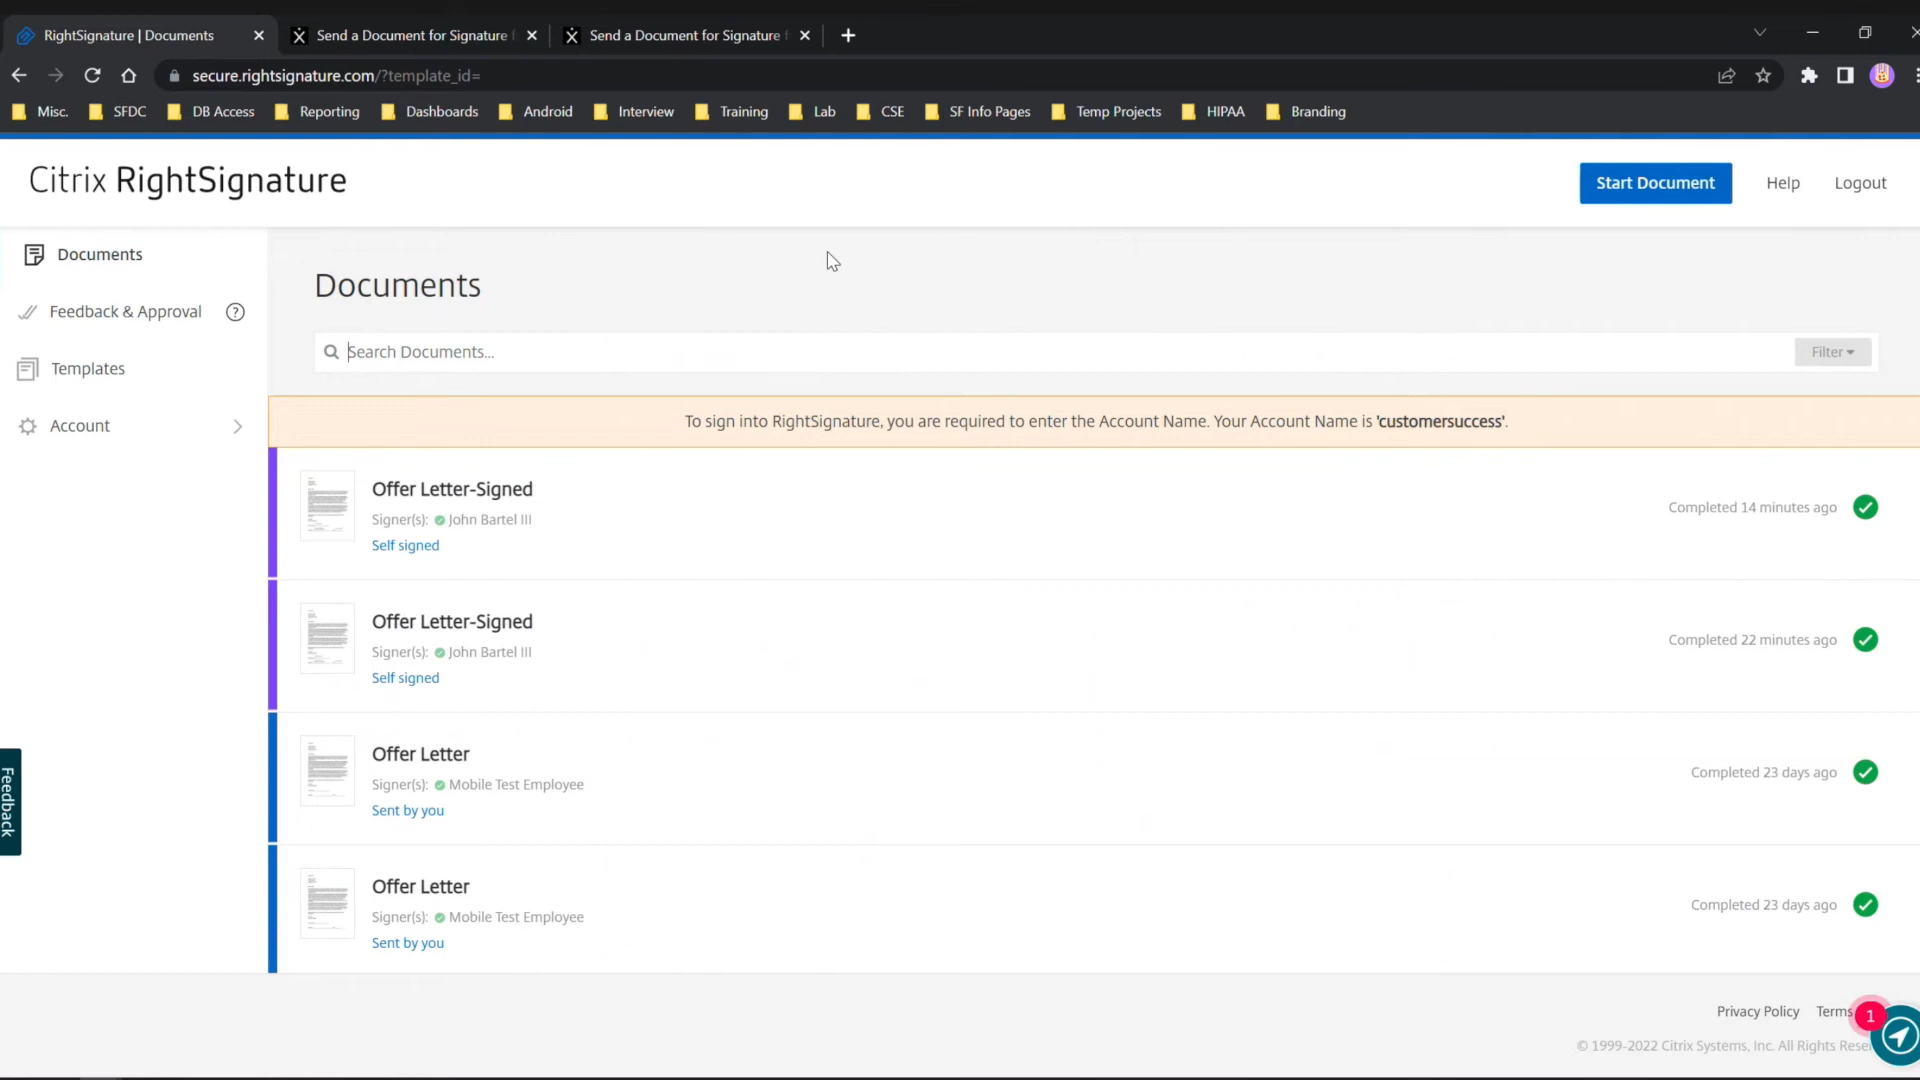 RightSignature | Documents
Send a Document for Signature f
Send a Document for Signature f
secure.rightsignature.com/?template_id=
Misc.
SFDC
DB Access
Reporting
Dashboards
Android
Interview
Training
Lab
CSE
SF Info Pages
Temp Projects
HIPAA
Branding
Citrix RightSignature
Start Document
Help
Logout
Documents
Feedback & Approval
?
Templates
Account
Documents
Search Documents...
Filter
To sign into RightSignature, you are required to enter the Account Name. Your Account Name is 'customersuccess'.
Offer Letter-Signed
Signer(s): John Bartel III
Self signed
Completed 14 minutes ago
Offer Letter-Signed
Signer(s): John Bartel III
Self signed
Completed 22 minutes ago
Offer Letter
Signer(s): Mobile Test Employee
Sent by you
Completed 23 days ago
Offer Letter
Signer(s): Mobile Test Employee
Sent by you
Completed 23 days ago
Feedback
Privacy Policy
Terms
1
© 1999-2022 Citrix Systems, Inc. All Rights Rese